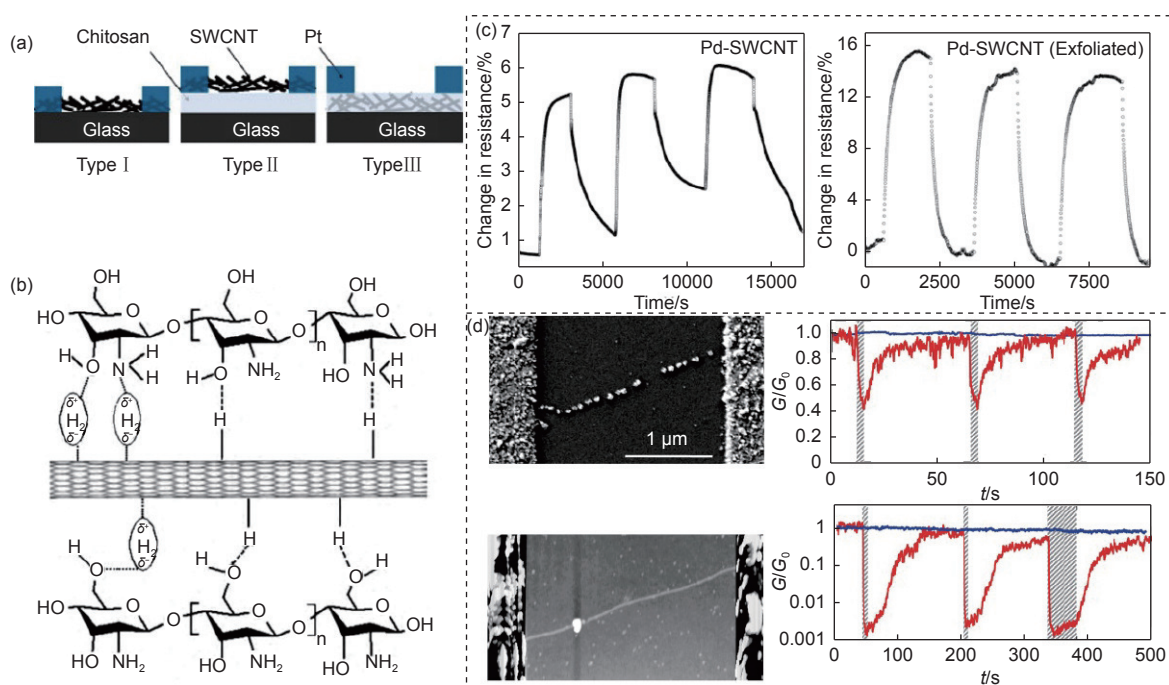 (a)
Chitosan
SWCNT
Pt
Glass
Glass
Glass
Type I
Type II
Type III
(b)
OH
HO
O
O
O
OH
n
NH2
O
OH
HO
N
H
H
OH
H
O
N
H
H
δ+
H2
δ-
δ+
H2
δ-
H
O
H
H
δ+
H2
δ-
H
H
H
O
H
O
H
O
H
HO
HO
NH2
O
O
HO
NH2
n
O
O
HO
NH2
OH
(c)
7
6
5
4
3
2
1
Change in resistance/%
Pd-SWCNT
0
5000
10000
15000
Time/s
16
12
8
4
0
Change in resistance/%
Pd-SWCNT (Exfoliated)
0
2500
5000
7500
Time/s
(d)
1 μm
1.0
0.8
0.6
0.4
0.2
0
G/G0
0
50
100
150
t/s
1
0.1
0.01
0.001
G/G0
0
100
200
300
400
500
t/s